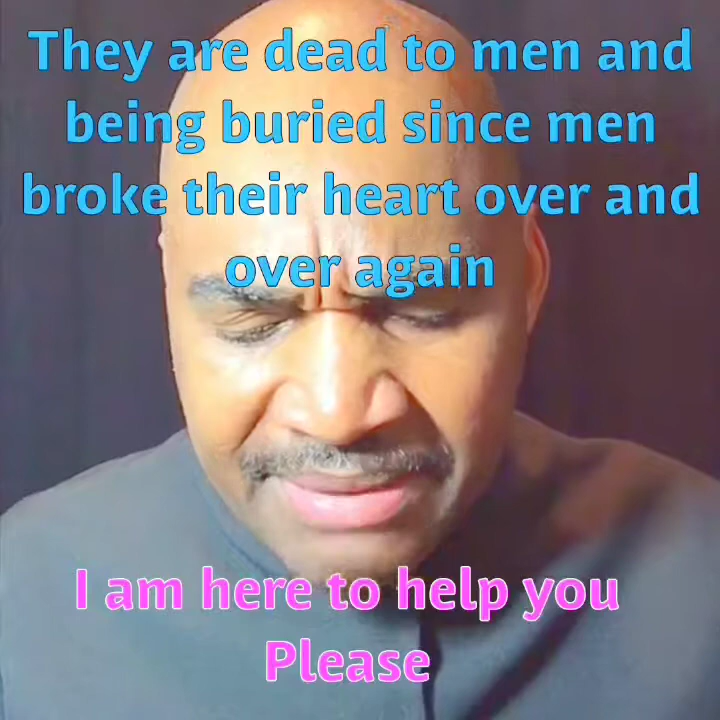 They are dead to men and
being buried since men
broke their heart over and
over again
I am here to help you
Please